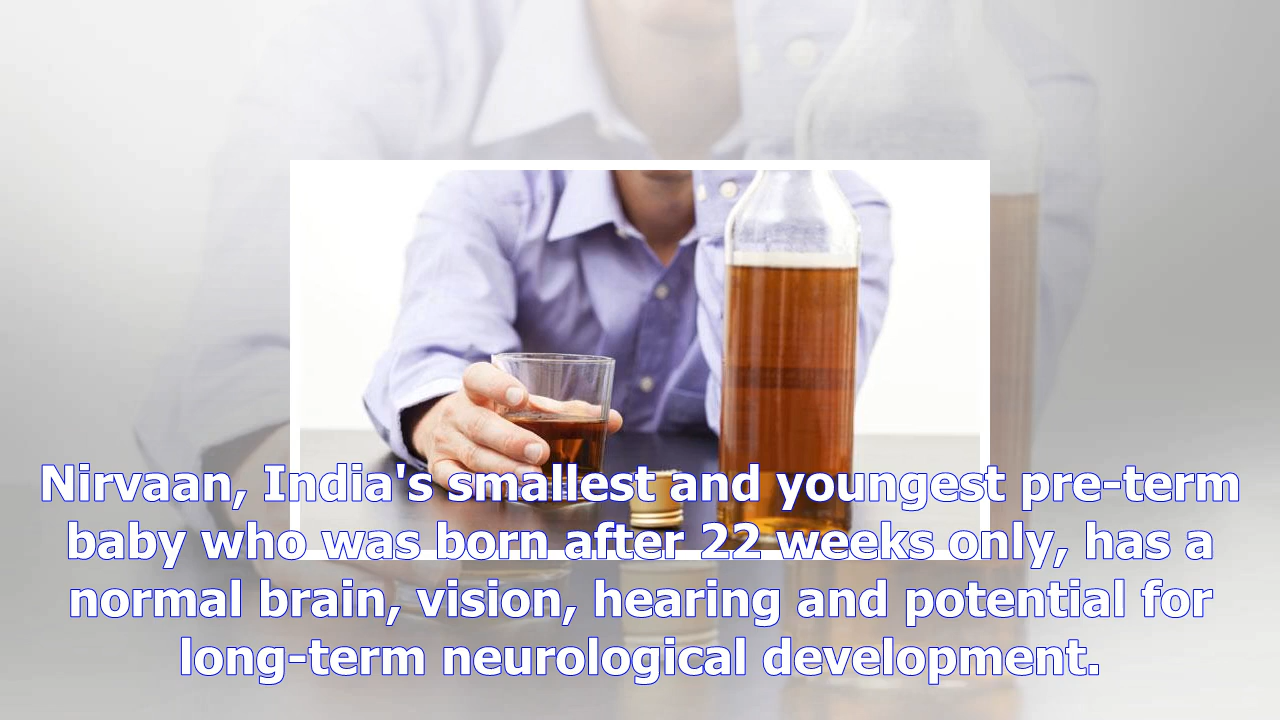 Nirvaan, India's smallest and youngest pre-term
baby who was born after 22 weeks only, has a
normal brain, vision, hearing and potential for
long-term neurological development.